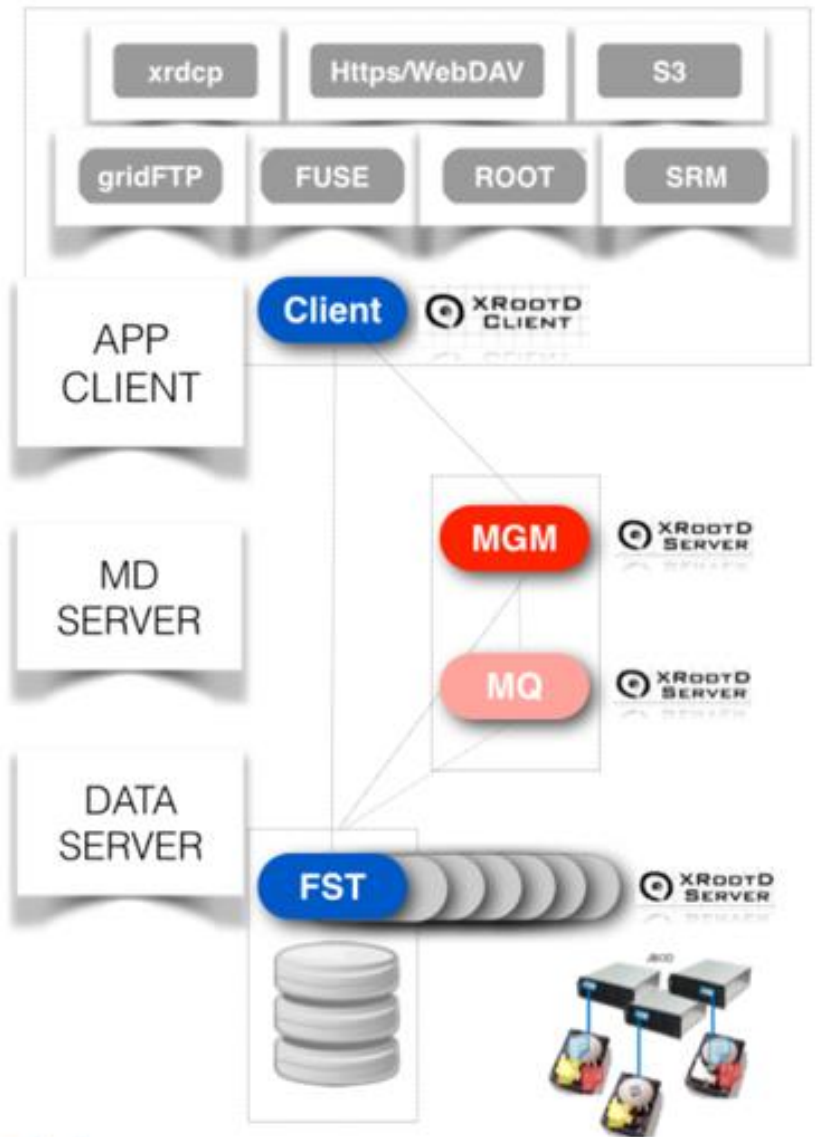 xrdcp Https/WebDAV S3
gridFTP FUSE ROOT SRM
APP
CLIENT
Client
XROOTD
CLIENT
MD
SERVER
MGM
XROOTD
SERVER
MQ
XROOTD
SERVER
DATA
SERVER
FST
XROOTD
SERVER
JBOD